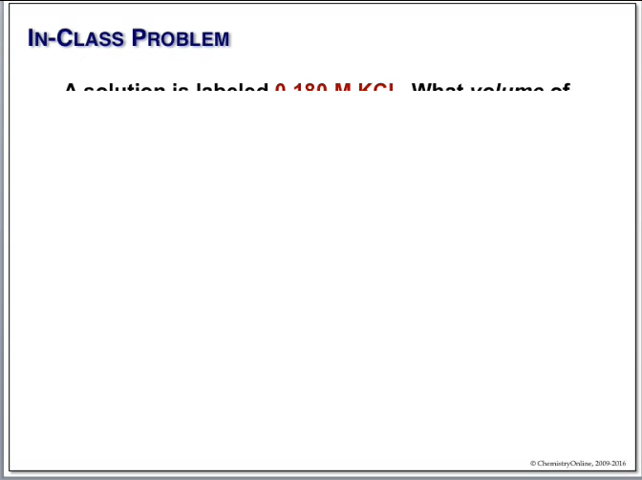 IN-CLASS PROBLEM
A solution is labeled 0.180 M KCl. What volume of
© ChemistryOnline, 2009-2016